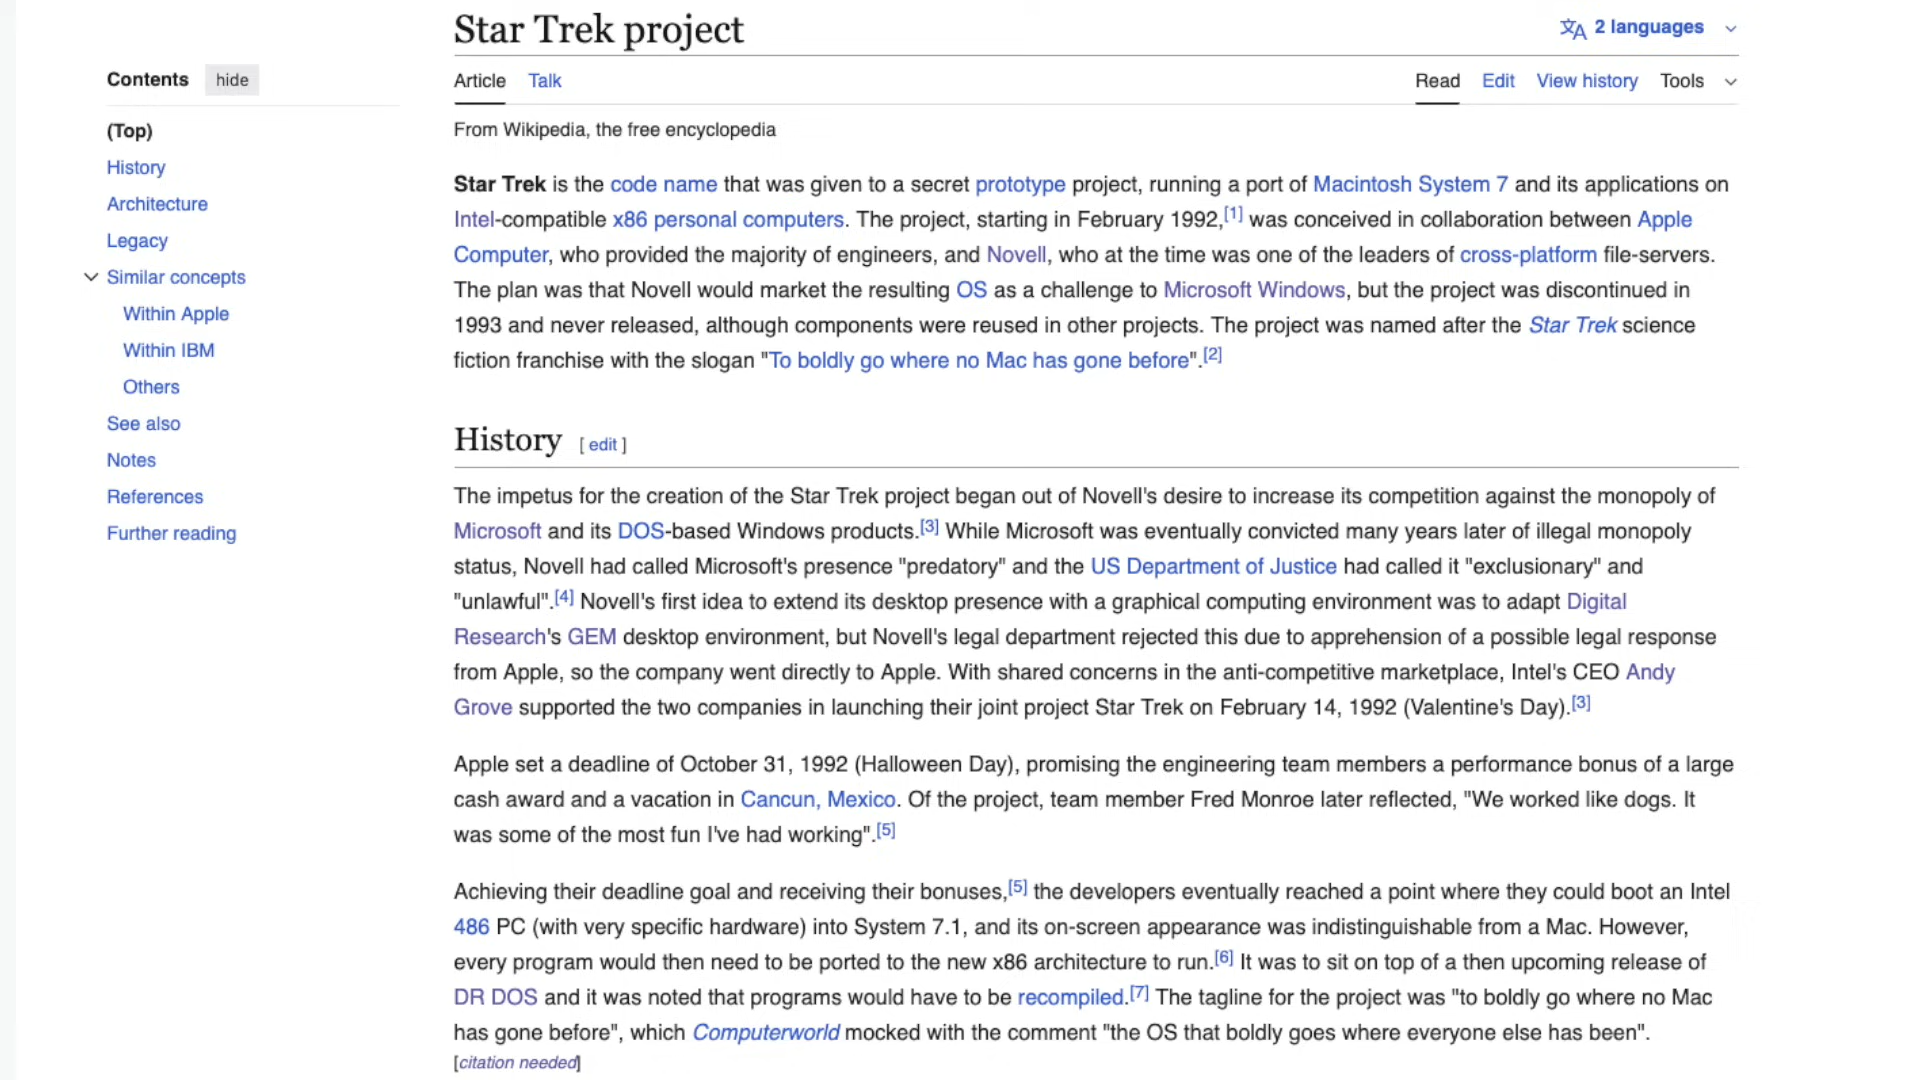 Star Trek project
2 languages
Contents hide
Article Talk
Read Edit View history Tools
(Top)
History
Architecture
Legacy
Similar concepts
Within Apple
Within IBM
Others
See also
Notes
References
Further reading
From Wikipedia, the free encyclopedia
Star Trek is the code name that was given to a secret prototype project, running a port of Macintosh System 7 and its applications on
Intel-compatible x86 personal computers. The project, starting in February 1992,[1] was conceived in collaboration between Apple
Computer, who provided the majority of engineers, and Novell, who at the time was one of the leaders of cross-platform file-servers.
The plan was that Novell would market the resulting OS as a challenge to Microsoft Windows, but the project was discontinued in
1993 and never released, although components were reused in other projects. The project was named after the Star Trek science
fiction franchise with the slogan "To boldly go where no Mac has gone before".[2]
History [ edit ]
The impetus for the creation of the Star Trek project began out of Novell's desire to increase its competition against the monopoly of
Microsoft and its DOS-based Windows products.[3] While Microsoft was eventually convicted many years later of illegal monopoly
status, Novell had called Microsoft's presence "predatory" and the US Department of Justice had called it "exclusionary" and
"unlawful".[4] Novell's first idea to extend its desktop presence with a graphical computing environment was to adapt Digital
Research's GEM desktop environment, but Novell's legal department rejected this due to apprehension of a possible legal response
from Apple, so the company went directly to Apple. With shared concerns in the anti-competitive marketplace, Intel's CEO Andy
Grove supported the two companies in launching their joint project Star Trek on February 14, 1992 (Valentine's Day).[3]
Apple set a deadline of October 31, 1992 (Halloween Day), promising the engineering team members a performance bonus of a large
cash award and a vacation in Cancun, Mexico. Of the project, team member Fred Monroe later reflected, "We worked like dogs. It
was some of the most fun I've had working".[5]
Achieving their deadline goal and receiving their bonuses,[5] the developers eventually reached a point where they could boot an Intel
486 PC (with very specific hardware) into System 7.1, and its on-screen appearance was indistinguishable from a Mac. However,
every program would then need to be ported to the new x86 architecture to run.[6] It was to sit on top of a then upcoming release of
DR DOS and it was noted that programs would have to be recompiled.[7] The tagline for the project was "to boldly go where no Mac
has gone before", which Computerworld mocked with the comment "the OS that boldly goes where everyone else has been".
[citation needed]